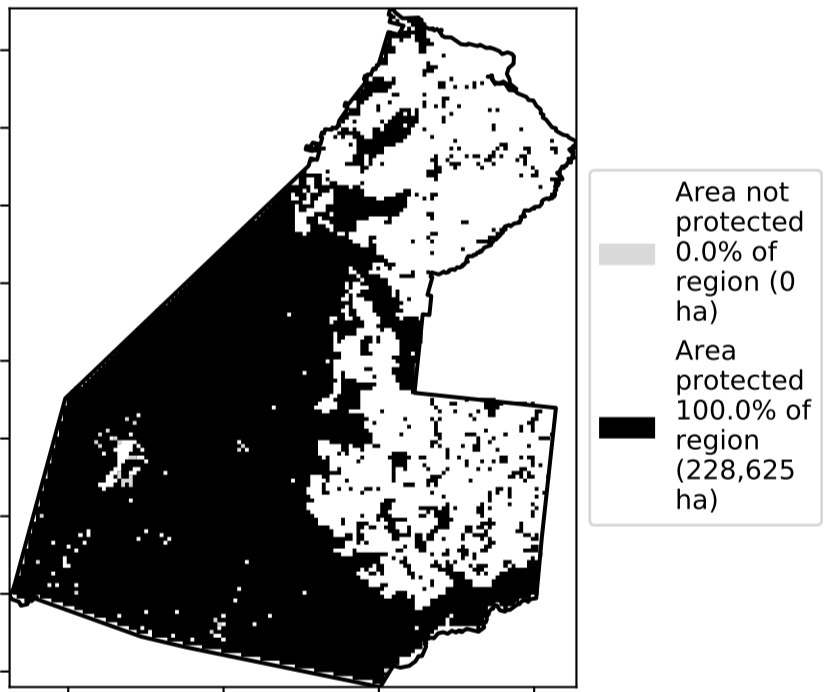 Area not
protected
0.0% of
region (0
ha)
Area
protected
100.0% of
region
(228,625
ha)